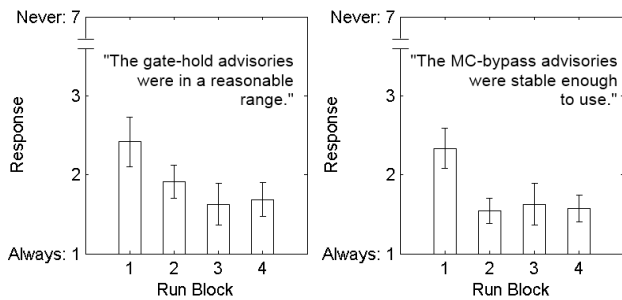 Never: 7
"The gate-hold advisories
were in a reasonable
range."
3
2
Always: 1
Response
1 2 3 4
Run Block
Never: 7
"The MC-bypass advisories
were stable enough
to use."
3
2
Always: 1
Response
1 2 3 4
Run Block